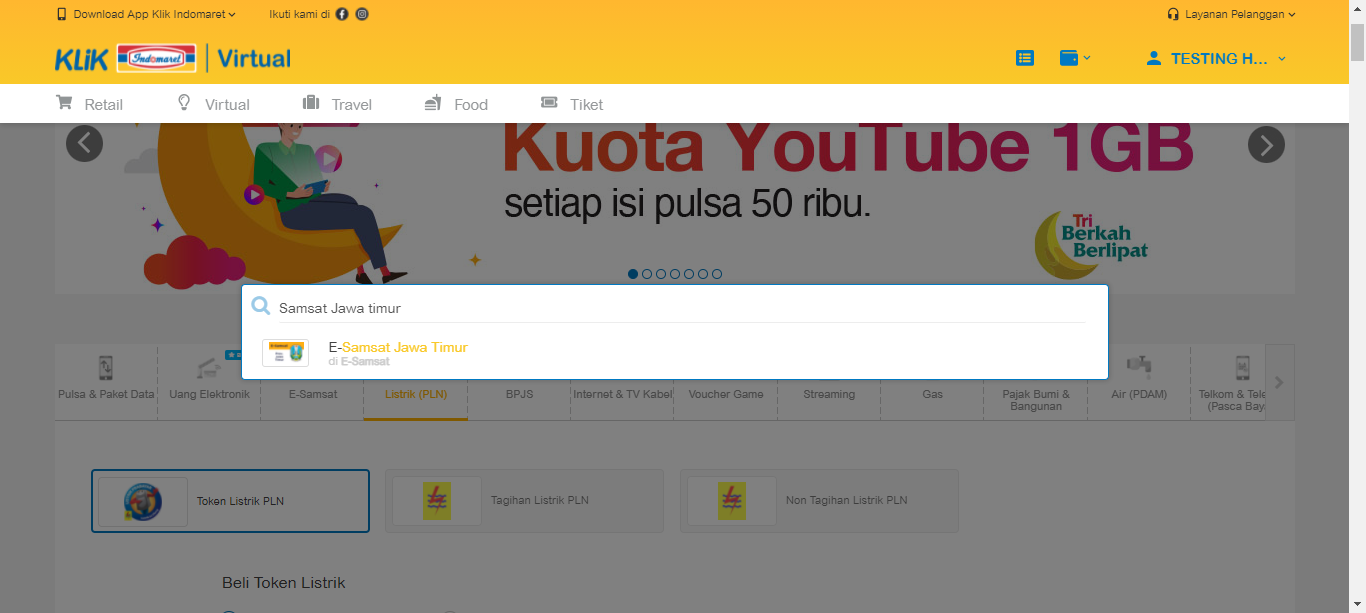 Download App Klik Indomaret
Ikuti kami di
Layanan Pelanggan
KLIK Indomaret Virtual
TESTING H...
Retail
Virtual
Travel
Food
Tiket
Kuota YouTube 1GB
setiap isi pulsa 50 ribu.
Tri
Berkah
Berlipat
Samsat Jawa timur
E-Samsat Jawa Timur
di E-Samsat
Pulsa & Paket Data
Uang Elektronik
E-Samsat
Listrik (PLN)
BPJS
Internet & TV Kabel
Voucher Game
Streaming
Gas
Pajak Bumi &
Bangunan
Air (PDAM)
Telkom & Tele
(Pasca Baya
Token Listrik PLN
Tagihan Listrik PLN
Non Tagihan Listrik PLN
Beli Token Listrik